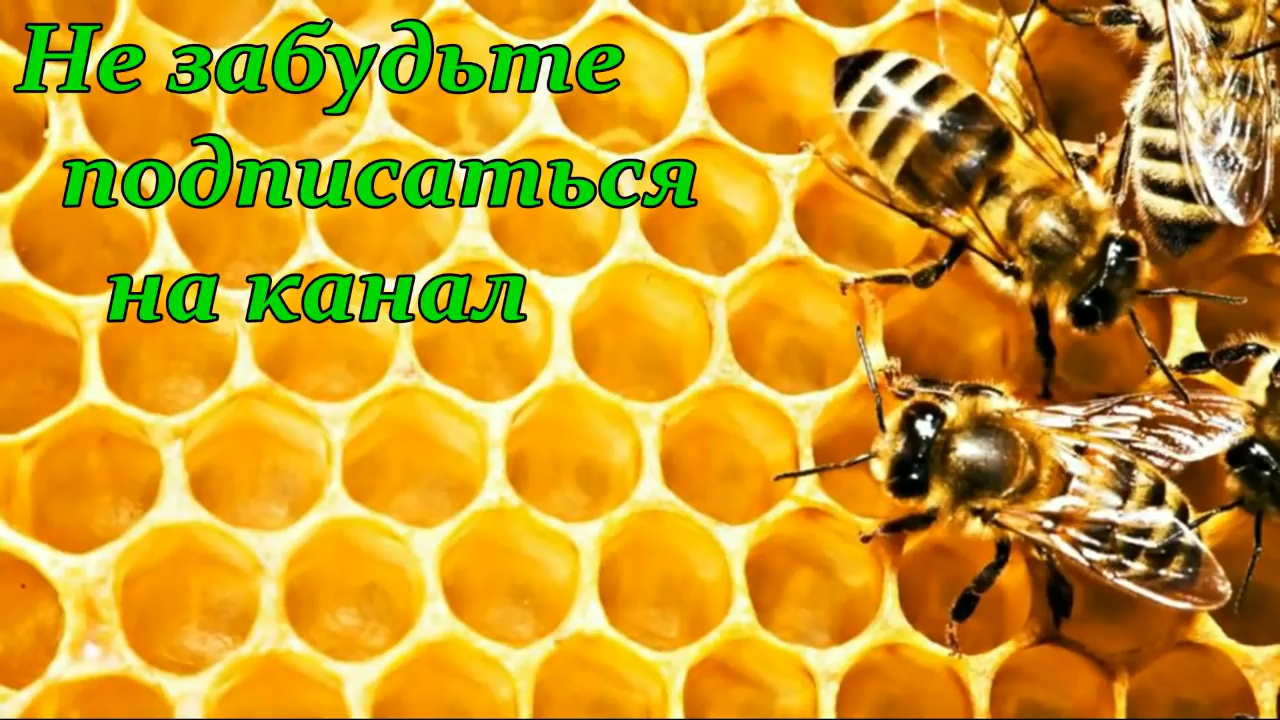 Не забудьте
подписаться
на канал